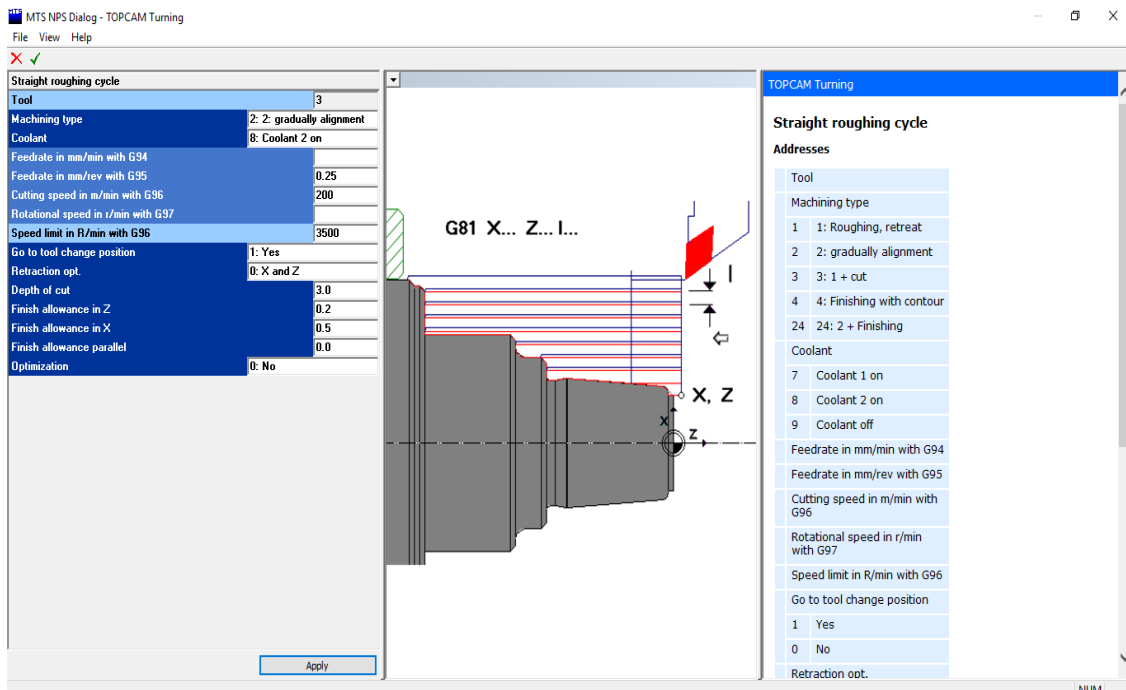 MTS NPS Dialog - TOPCAM Turning
File View Help
Straight roughing cycle
Tool 3
Machining type 2: 2: gradually alignment
Coolant 8: Coolant 2 on
Feedrate in mm/min with G94
Feedrate in mm/rev with G95 0.25
Cutting speed in m/min with G96 200
Rotational speed in r/min with G97
Speed limit in R/min with G96 3500
Go to tool change position 1: Yes
Retraction opt. 0: X and Z
Depth of cut 3.0
Finish allowance in Z 0.2
Finish allowance in X 0.5
Finish allowance parallel 0.0
Optimization 0: No
Apply
G81 X... Z... I...
I
X, Z
X
Z
TOPCAM Turning
Straight roughing cycle
Addresses
Tool
Machining type
1 1: Roughing, retreat
2 2: gradually alignment
3 3: 1 + cut
4 4: Finishing with contour
24 24: 2 + Finishing
Coolant
7 Coolant 1 on
8 Coolant 2 on
9 Coolant off
Feedrate in mm/min with G94
Feedrate in mm/rev with G95
Cutting speed in m/min with
G96
Rotational speed in r/min
with G97
Speed limit in R/min with G96
Go to tool change position
1 Yes
0 No
Retraction opt.
NUM